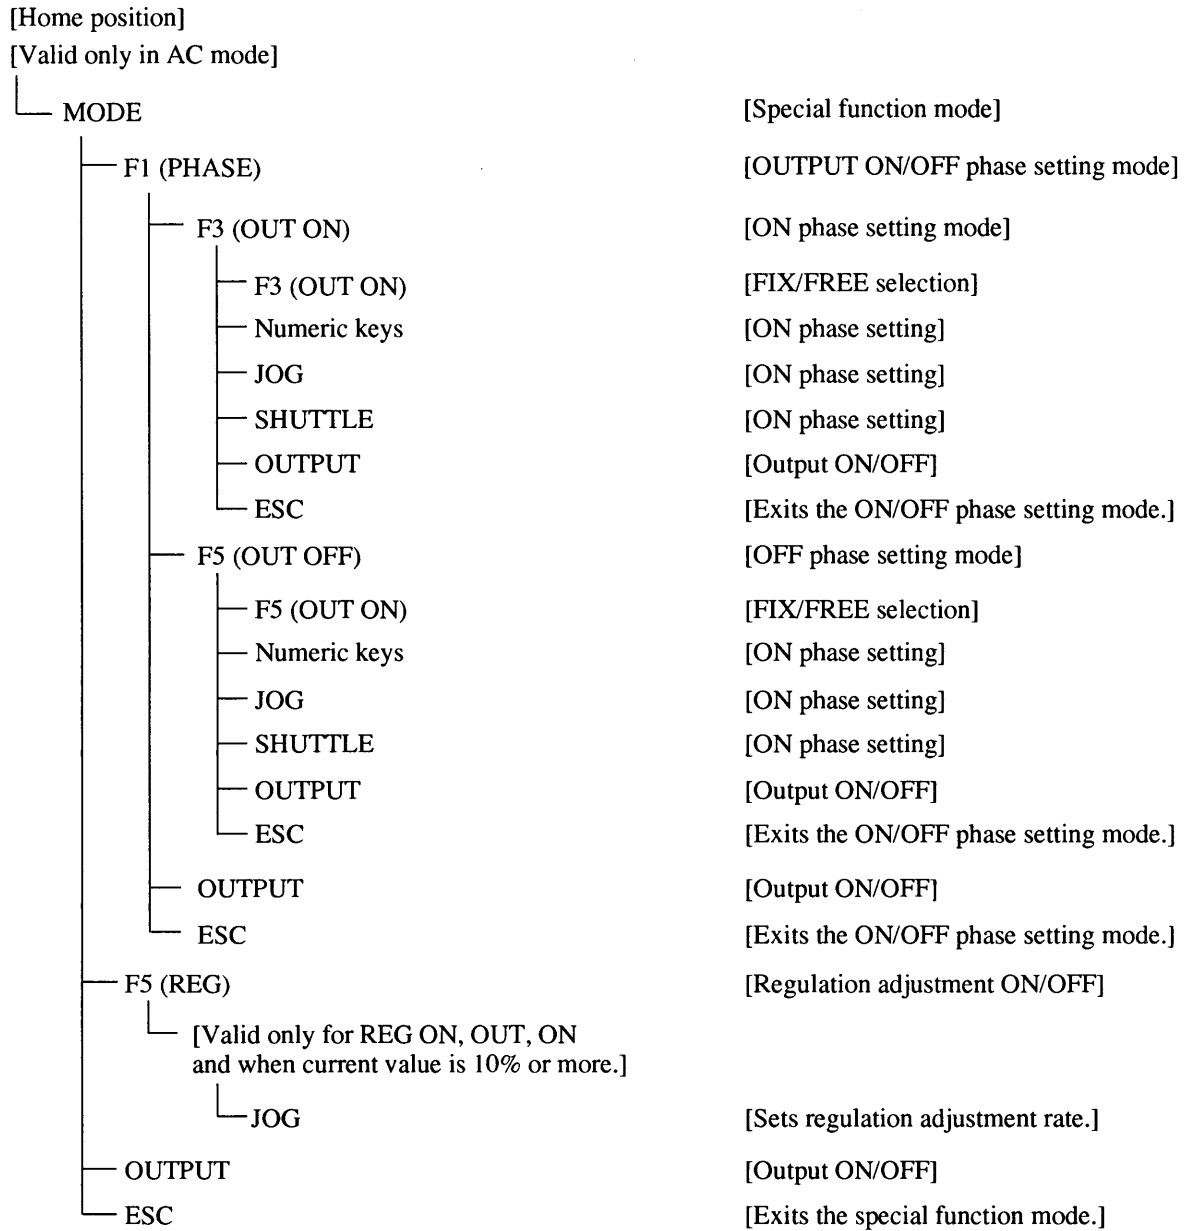 [Home position]
[Valid only in AC mode]
MODE [Special function mode]
F1 (PHASE) [OUTPUT ON/OFF phase setting mode]
F3 (OUT ON) [ON phase setting mode]
F3 (OUT ON) [FIX/FREE selection]
Numeric keys [ON phase setting]
JOG [ON phase setting]
SHUTTLE [ON phase setting]
OUTPUT [Output ON/OFF]
ESC [Exits the ON/OFF phase setting mode.]
F5 (OUT OFF) [OFF phase setting mode]
F5 (OUT ON) [FIX/FREE selection]
Numeric keys [ON phase setting]
JOG [ON phase setting]
SHUTTLE [ON phase setting]
OUTPUT [Output ON/OFF]
ESC [Exits the ON/OFF phase setting mode.]
OUTPUT [Output ON/OFF]
ESC [Exits the ON/OFF phase setting mode.]
F5 (REG) [Regulation adjustment ON/OFF]
[Valid only for REG ON, OUT, ON
and when current value is 10% or more.]
JOG [Sets regulation adjustment rate.]
OUTPUT [Output ON/OFF]
ESC [Exits the special function mode.]